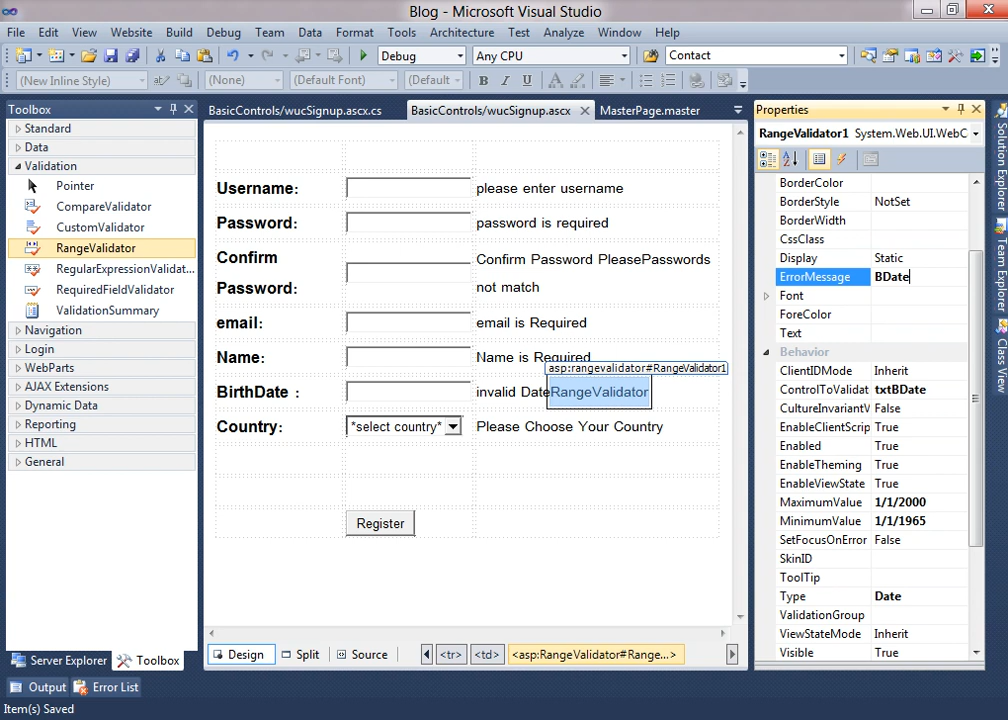 Blog - Microsoft Visual Studio
File Edit View Website Build Debug Team Data Format Tools Architecture Test Analyze Window Help
Debug Any CPU Contact
(New Inline Style) (None) (Default Font) (Default B I U A
Toolbox
Standard
Data
Validation
Pointer
CompareValidator
CustomValidator
RangeValidator
RegularExpressionValidat...
RequiredFieldValidator
ValidationSummary
Navigation
Login
WebParts
AJAX Extensions
Dynamic Data
Reporting
HTML
General
Server Explorer Toolbox
BasicControls/wucSignup.ascx.cs BasicControls/wucSignup.ascx MasterPage.master
Username: please enter username
Password: password is required
Confirm Password: Confirm Password PleasePasswords
not match
email: email is Required
Name: Name is Required
asp:rangevalidator#RangeValidator1
BirthDate : invalid DateRangeValidator
Country: *select country* Please Choose Your Country
Register
Design Split Source <tr> <td> <asp:RangeValidator#Range...>
Properties
RangeValidator1 System.Web.UI.WebC
BorderColor
BorderStyle NotSet
BorderWidth
CssClass
Display Static
ErrorMessage BDate
Font
ForeColor
Text
Behavior
ClientIDMode Inherit
ControlToValidat txtBDate
CultureInvariantV False
EnableClientScrip True
Enabled True
EnableTheming True
EnableViewState True
MaximumValue 1/1/2000
MinimumValue 1/1/1965
SetFocusOnError False
SkinID
ToolTip
Type Date
ValidationGroup
ViewStateMode Inherit
Visible True
Solution Explorer
Team Explorer
Class View
Output Error List
Item(s) Saved